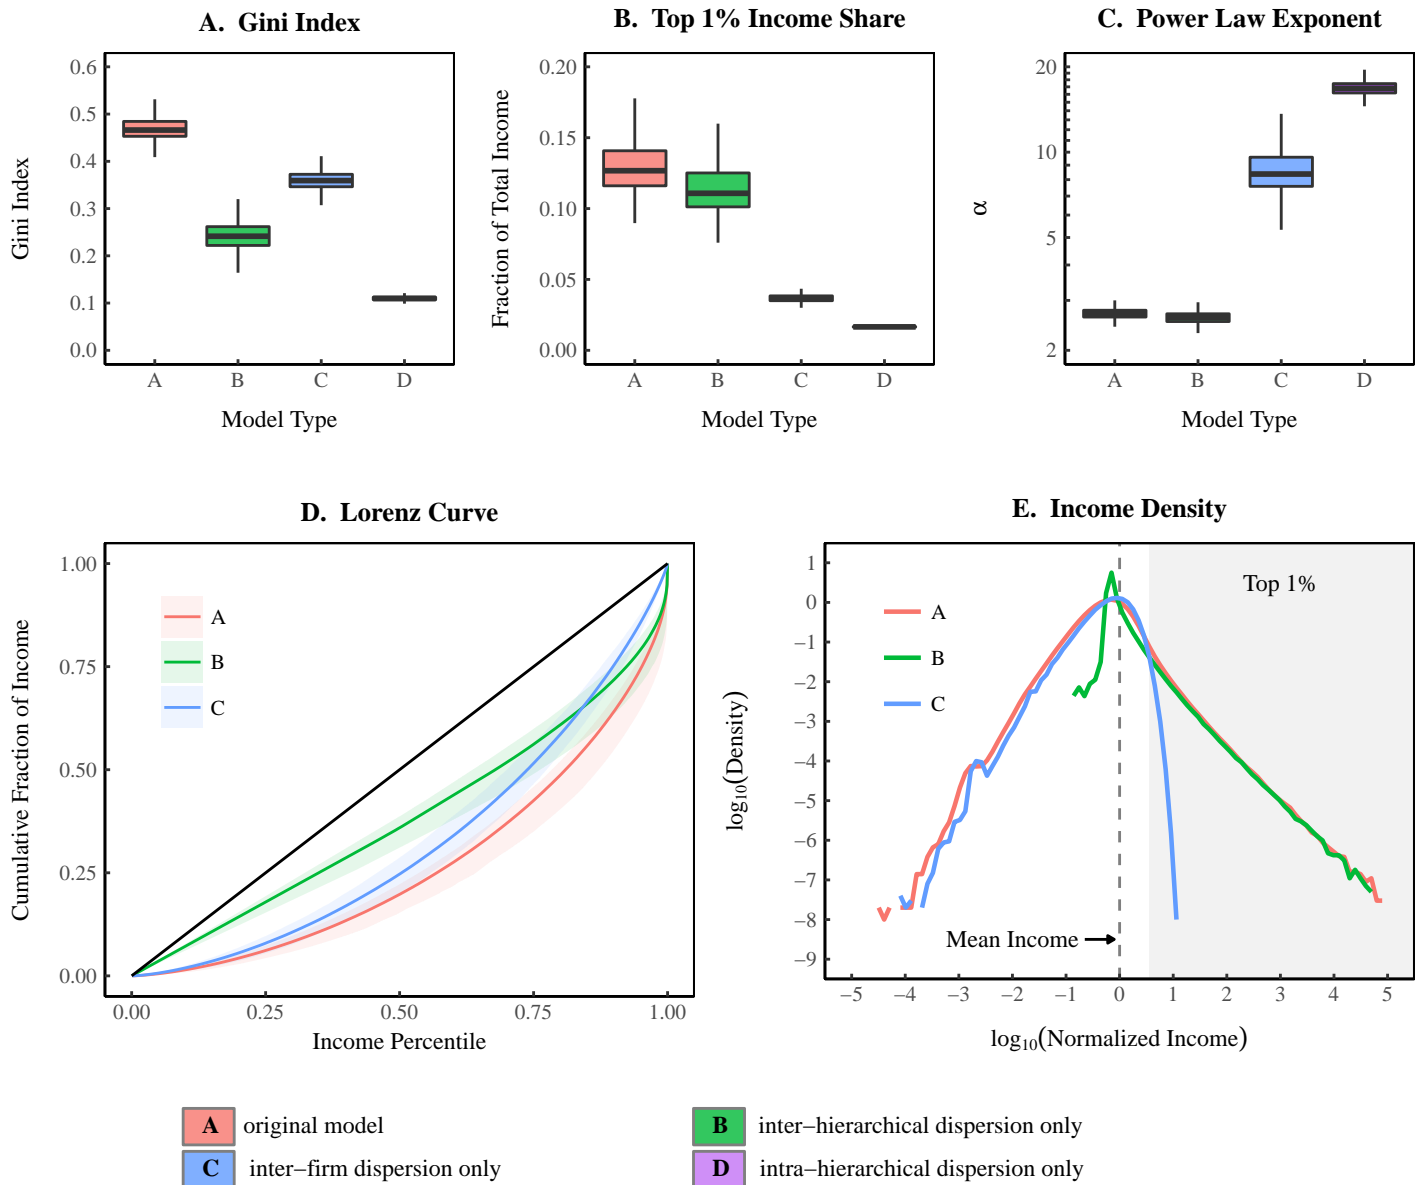 A. Gini Index
0.6
0.5
0.4
0.3
0.2
0.1
0.0
Gini Index
A B C D
Model Type
B. Top 1% Income Share
0.20
0.15
0.10
0.05
0.00
Fraction of Total Income
A B C D
Model Type
C. Power Law Exponent
20
10
5
2
α
A B C D
Model Type
D. Lorenz Curve
1.00
0.75
0.50
0.25
0.00
Cumulative Fraction of Income
A
B
C
0.00 0.25 0.50 0.75 1.00
Income Percentile
E. Income Density
1
0
−1
−2
−3
−4
−5
−6
−7
−8
−9
log₁₀(Density)
Top 1%
A
B
C
Mean Income
−5 −4 −3 −2 −1 0 1 2 3 4 5
log₁₀(Normalized Income)
A original model
B inter−hierarchical dispersion only
C inter−firm dispersion only
D intra−hierarchical dispersion only